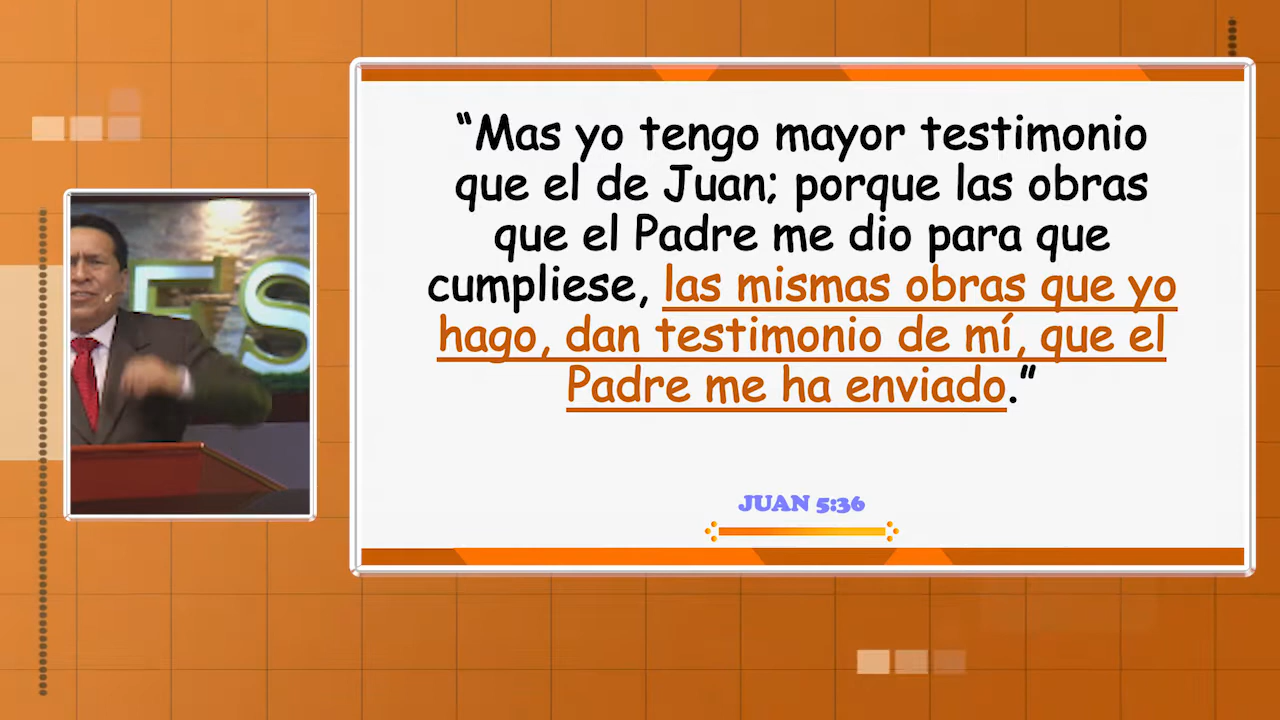 “Mas yo tengo mayor testimonio
que el de Juan; porque las obras
que el Padre me dio para que
cumpliese, las mismas obras que yo
hago, dan testimonio de mí, que el
Padre me ha enviado.”
JUAN 5:36
ES